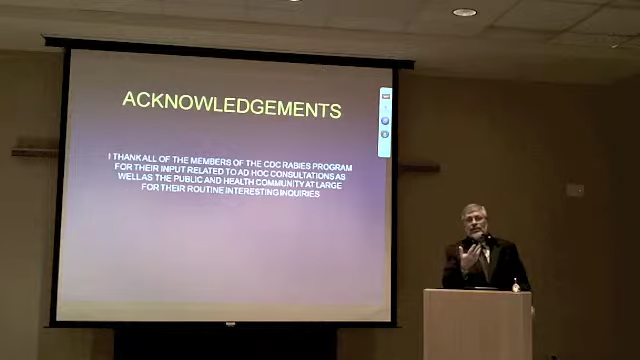 ACKNOWLEDGEMENTS
I THANK ALL OF THE MEMBERS OF THE CDC RABIES PROGRAM
FOR THEIR INPUT RELATED TO AD HOC CONSULTATIONS AS
WELL AS THE PUBLIC AND HEALTH COMMUNITY AT LARGE
FOR THEIR ROUTINE INTERESTING INQUIRIES